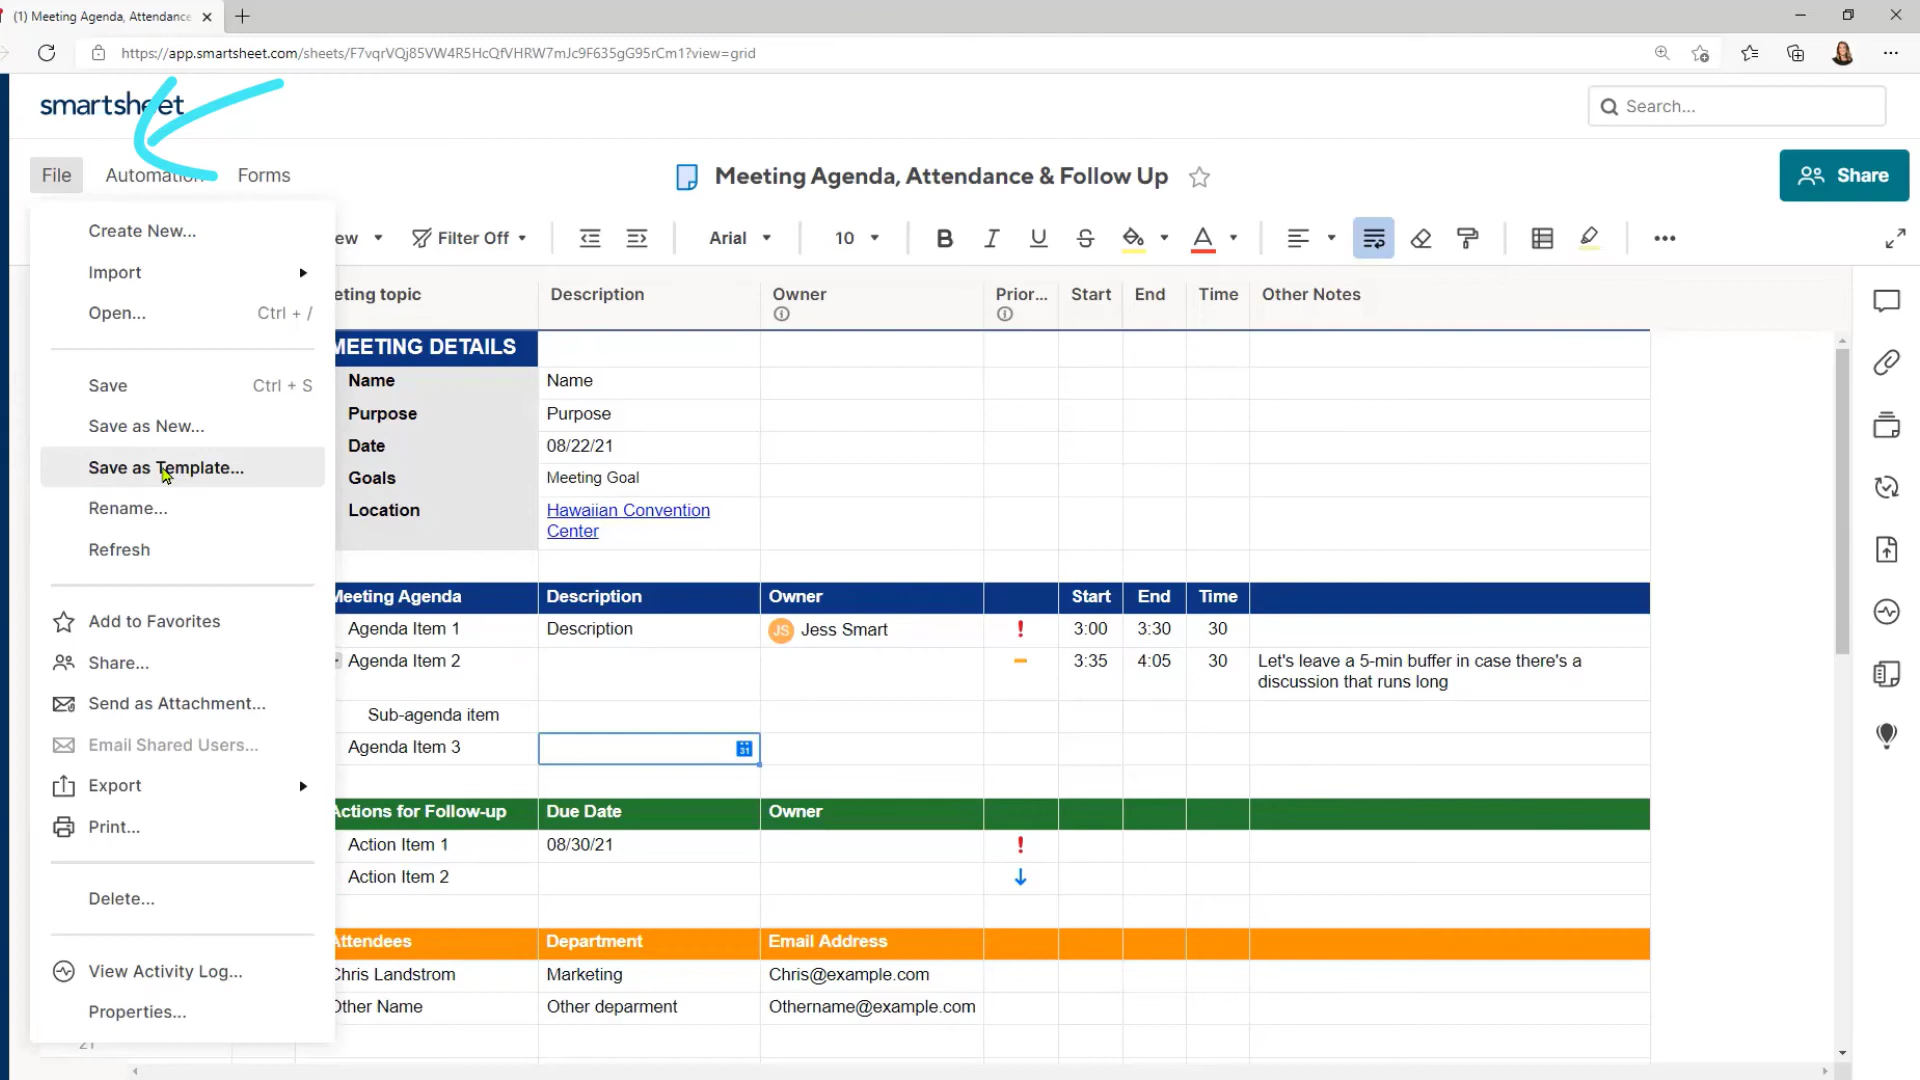 (1) Meeting Agenda, Attendance
https://app.smartsheet.com/sheets/F7vqrVQj85VW4R5HcQfVHRW7mJc9F635gG95rCm1?view=grid
smartsheet
Search...
File Automation Forms
Meeting Agenda, Attendance & Follow Up
Share
ew Filter Off Arial 10 B I U S A
Create New...
Import
Open... Ctrl + /
Save Ctrl + S
Save as New...
Save as Template...
Rename...
Refresh
Add to Favorites
Share...
Send as Attachment...
Email Shared Users...
Export
Print...
Delete...
View Activity Log...
Properties...
21
eting topic Description Owner Prior... Start End Time Other Notes
MEETING DETAILS
Name Name
Purpose Purpose
Date 08/22/21
Goals Meeting Goal
Location Hawaiian Convention
Center
Meeting Agenda Description Owner Start End Time
Agenda Item 1 Description JS Jess Smart 3:00 3:30 30
Agenda Item 2 3:35 4:05 30 Let's leave a 5-min buffer in case there's a
discussion that runs long
Sub-agenda item
Agenda Item 3 31
Actions for Follow-up Due Date Owner
Action Item 1 08/30/21
Action Item 2
Attendees Department Email Address
Chris Landstrom Marketing Chris@example.com
Other Name Other deparment Othername@example.com